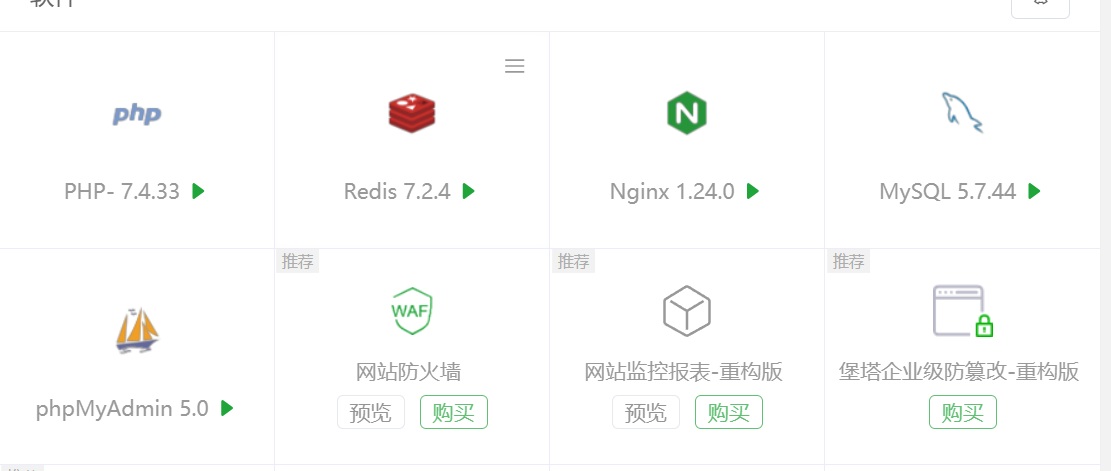 软件
php
N
PHP- 7.4.33
Redis 7.2.4
Nginx 1.24.0
MySQL 5.7.44
推荐
推荐
推荐
WAF
网站防火墙
网站监控报表-重构版
堡塔企业级防篡改-重构版
phpMyAdmin 5.0
预览
购买
预览
购买
购买